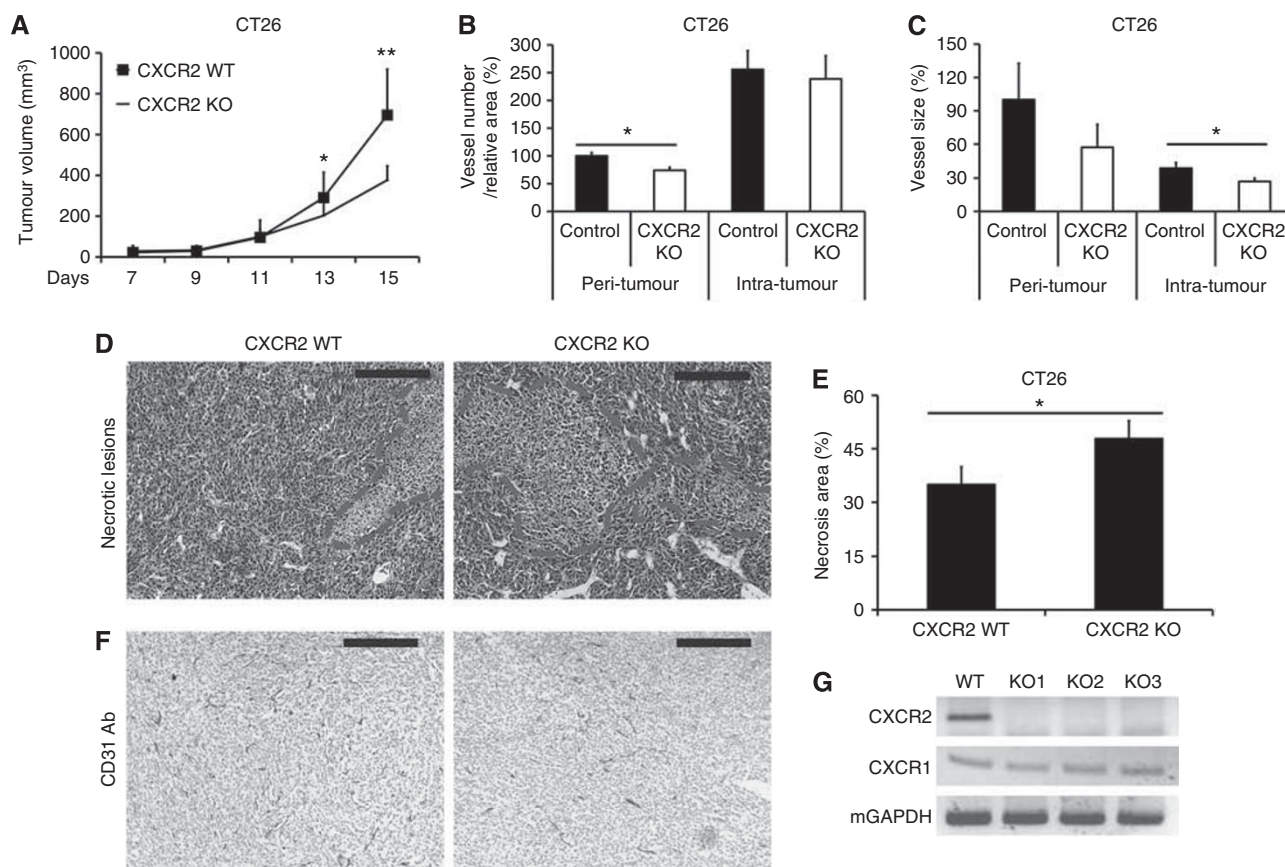 A
CT26
Tumour volume (mm³)
1000
800
600
400
200
0
CXCR2 WT
CXCR2 KO
*
**
Days
7 9 11 13 15
B
CT26
Vessel number
/relative area (%)
300
250
200
150
100
50
0
*
Control
CXCR2
KO
Control
CXCR2
KO
Peri-tumour
Intra-tumour
C
CT26
Vessel size (%)
150
120
90
60
30
0
*
Control
CXCR2
KO
Control
CXCR2
KO
Peri-tumour
Intra-tumour
D
CXCR2 WT
CXCR2 KO
Necrotic lesions
E
CT26
Necrosis area (%)
60
45
30
15
0
*
CXCR2 WT
CXCR2 KO
F
CD31 Ab
G
WT KO1 KO2 KO3
CXCR2
CXCR1
mGAPDH